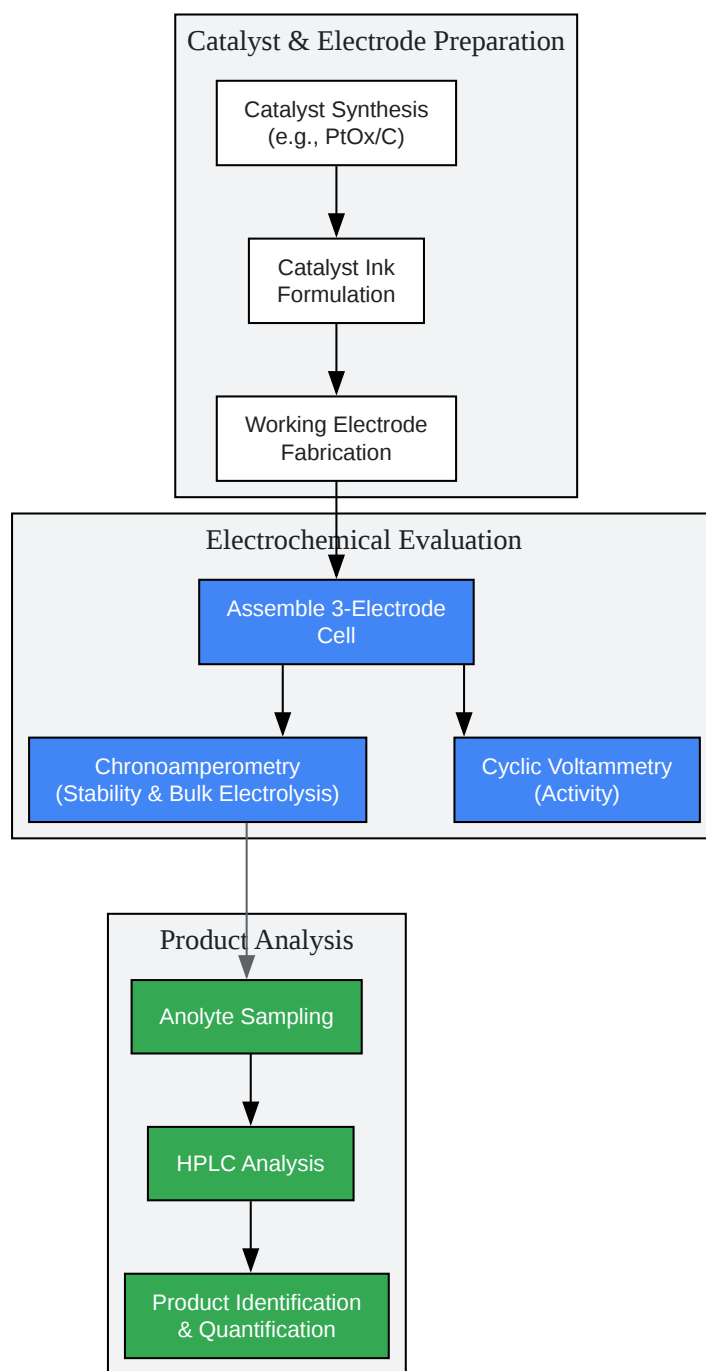 Catalyst & Electrode Preparation
Catalyst Synthesis
(e.g., PtOx/C)
Catalyst Ink
Formulation
Working Electrode
Fabrication
Electrochemical Evaluation
Assemble 3-Electrode
Cell
Chronoamperometry
(Stability & Bulk Electrolysis)
Cyclic Voltammetry
(Activity)
Product Analysis
Anolyte Sampling
HPLC Analysis
Product Identification
& Quantification